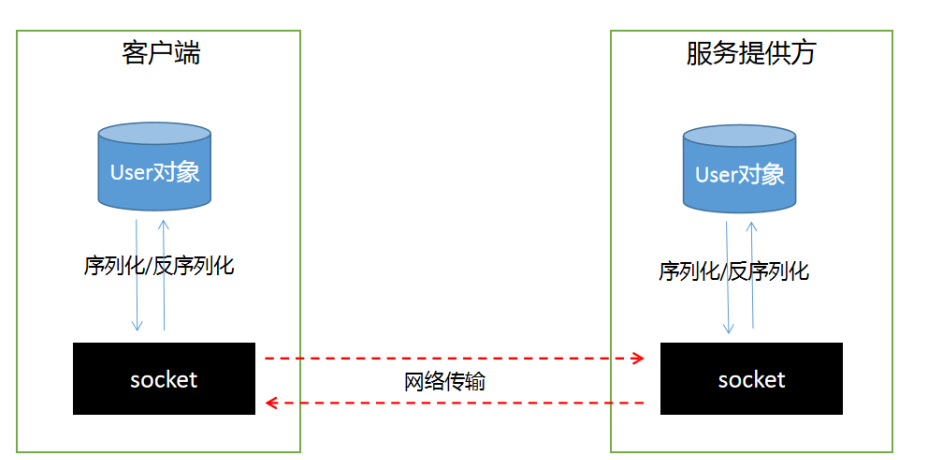 客户端
服务提供方
User对象
User对象
序列化/反序列化
序列化/反序列化
socket
网络传输
socket